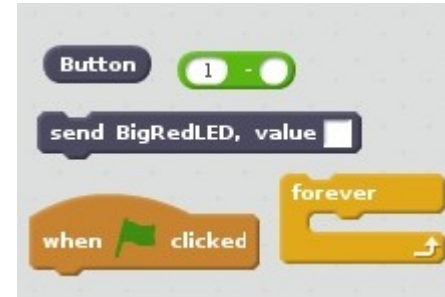 Button
1 -
send BigRedLED, value
forever
when clicked